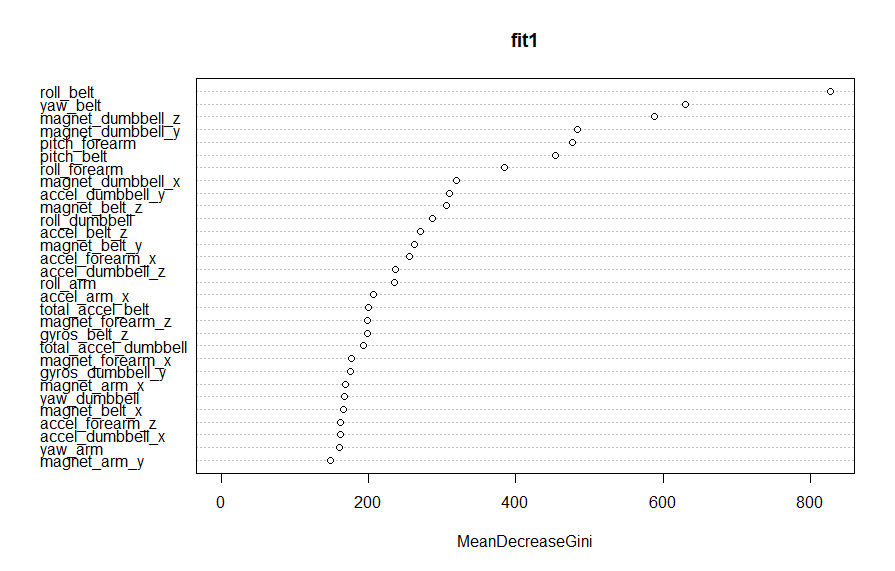 fit1
roll_belt
yaw_belt
magnet_dumbbell_z
magnet_dumbbell_y
pitch_forearm
pitch_belt
roll_forearm
magnet_dumbbell_x
accel_dumbbell_y
magnet_belt_z
roll_dumbbell
accel_belt_z
magnet_belt_y
accel_forearm_x
accel_dumbbell_z
roll_arm
accel_arm_x
total_accel_belt
magnet_forearm_z
gyros_belt_z
total_accel_dumbbell
magnet_forearm_x
gyros_dumbbell_y
magnet_arm_x
yaw_dumbbell
magnet_belt_x
accel_forearm_z
accel_dumbbell_x
yaw_arm
magnet_arm_y
0 200 400 600 800
MeanDecreaseGini